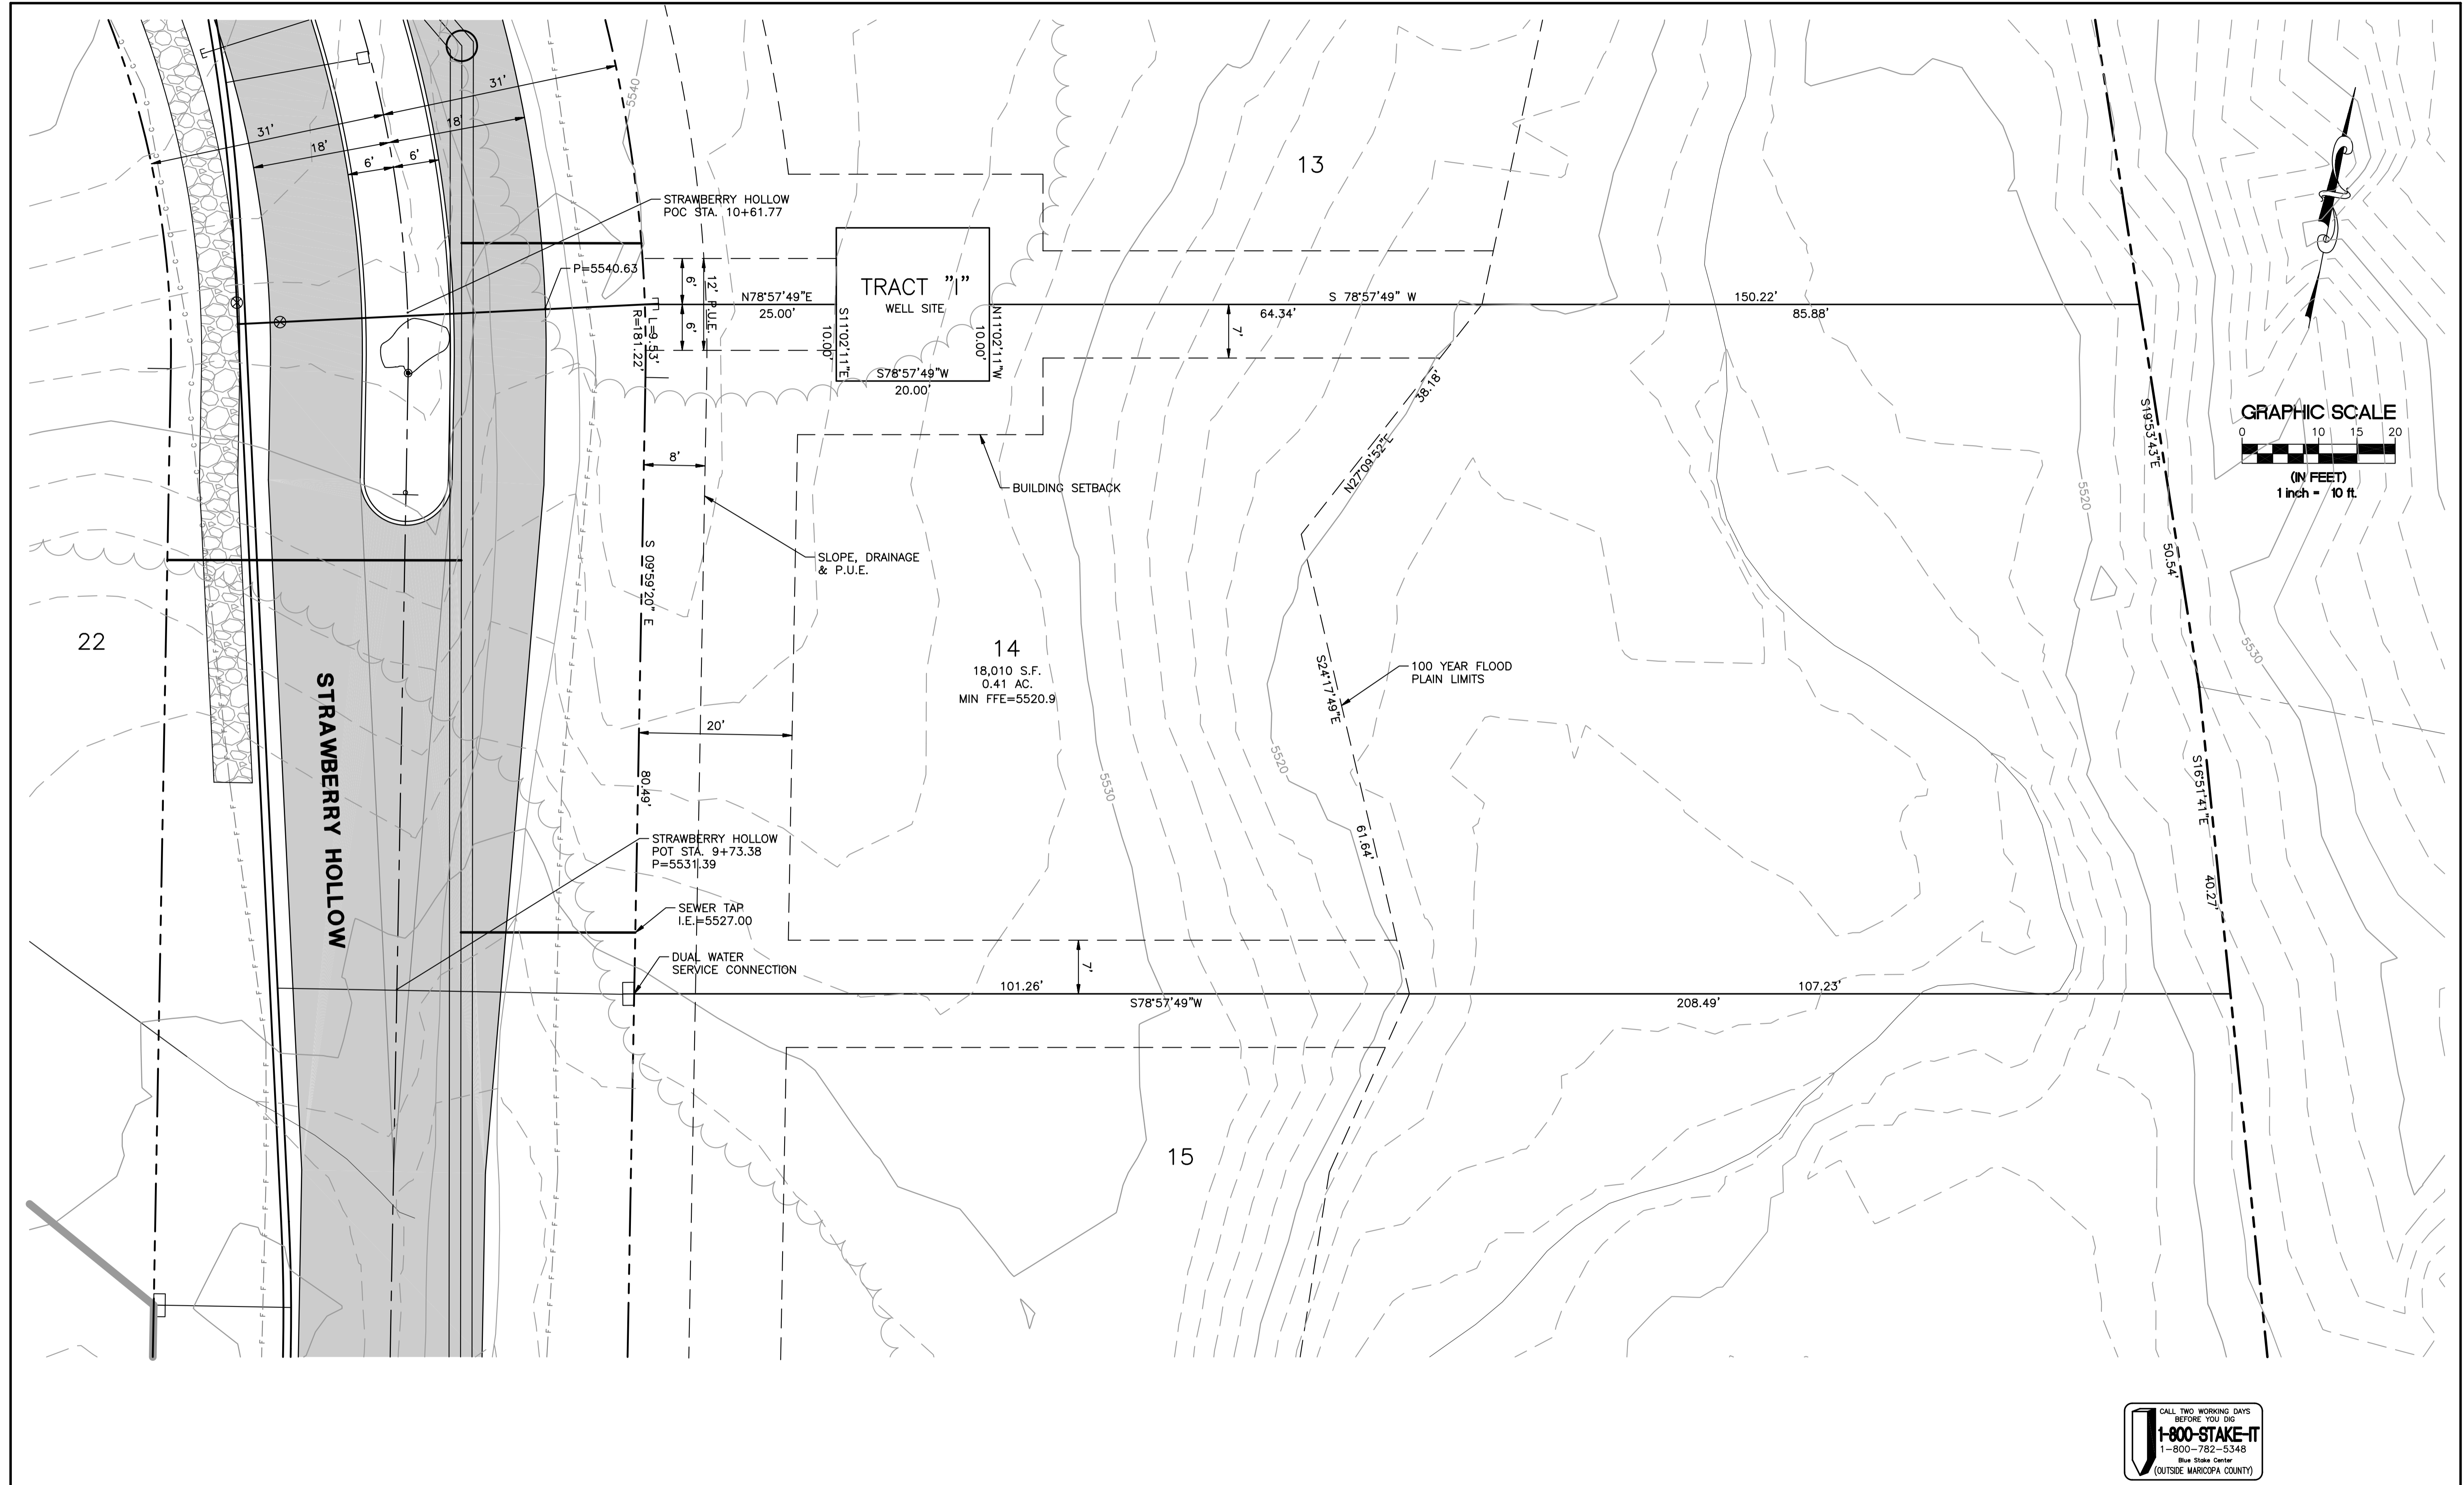 31'
31'
18'
18'
6'
6'
5540
13
STRAWBERRY HOLLOW
POC STA. 10+61.77
P=5540.63
6'
6'
12' P.U.E.
N78°57'49"E
25.00'
L=9.53'
R=181.22'
TRACT "I"
WELL SITE
S11°02'11"E
10.00'
N11°02'11"W
10.00'
S78°57'49"W
20.00'
S 78°57'49" W
64.34'
150.22'
85.88'
7'
38.18'
N27°09'52"E
8'
BUILDING SETBACK
SLOPE, DRAINAGE
& P.U.E.
S 09°59'20" E
80.49'
5520
S19°53'43"E
50.54'
GRAPHIC SCALE
0 10 15 20
(IN FEET)
1 inch = 10 ft.
22
STRAWBERRY HOLLOW
14
18,010 S.F.
0.41 AC.
MIN FFE=5520.9
100 YEAR FLOOD
PLAIN LIMITS
S24°17'49"E
61.64'
5530
20'
5530
5520
S16°51'41"E
40.27'
STRAWBERRY HOLLOW
POT STA. 9+73.38
P=5531.39
SEWER TAP
I.E.=5527.00
DUAL WATER
SERVICE CONNECTION
7'
101.26'
S78°57'49"W
107.23'
208.49'
15
F F F F F F
C C C C C C
CALL TWO WORKING DAYS
BEFORE YOU DIG
1-800-STAKE-IT
1-800-782-5348
Blue Stake Center
(OUTSIDE MARICOPA COUNTY)